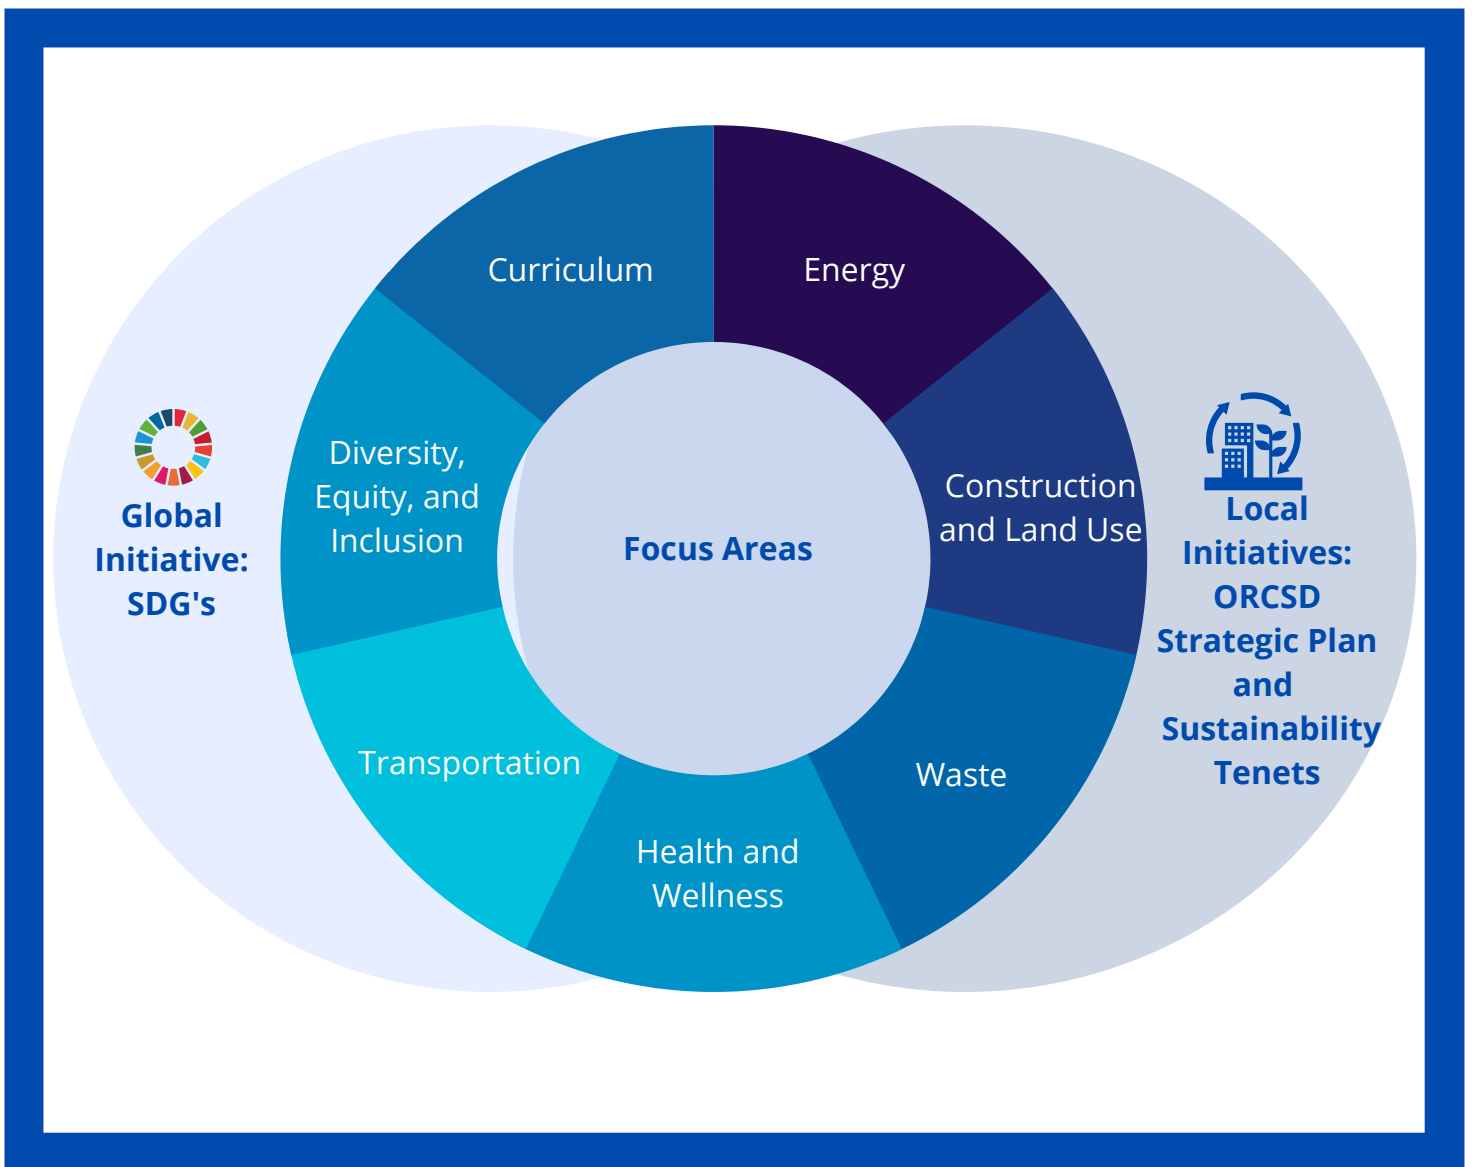 Curriculum
Energy
Diversity,
Equity, and
Inclusion
Construction
and Land Use
Global
Initiative:
SDG's
Focus Areas
Local
Initiatives:
ORCSD
Strategic Plan
and
Sustainability
Tenets
Transportation
Waste
Health and
Wellness